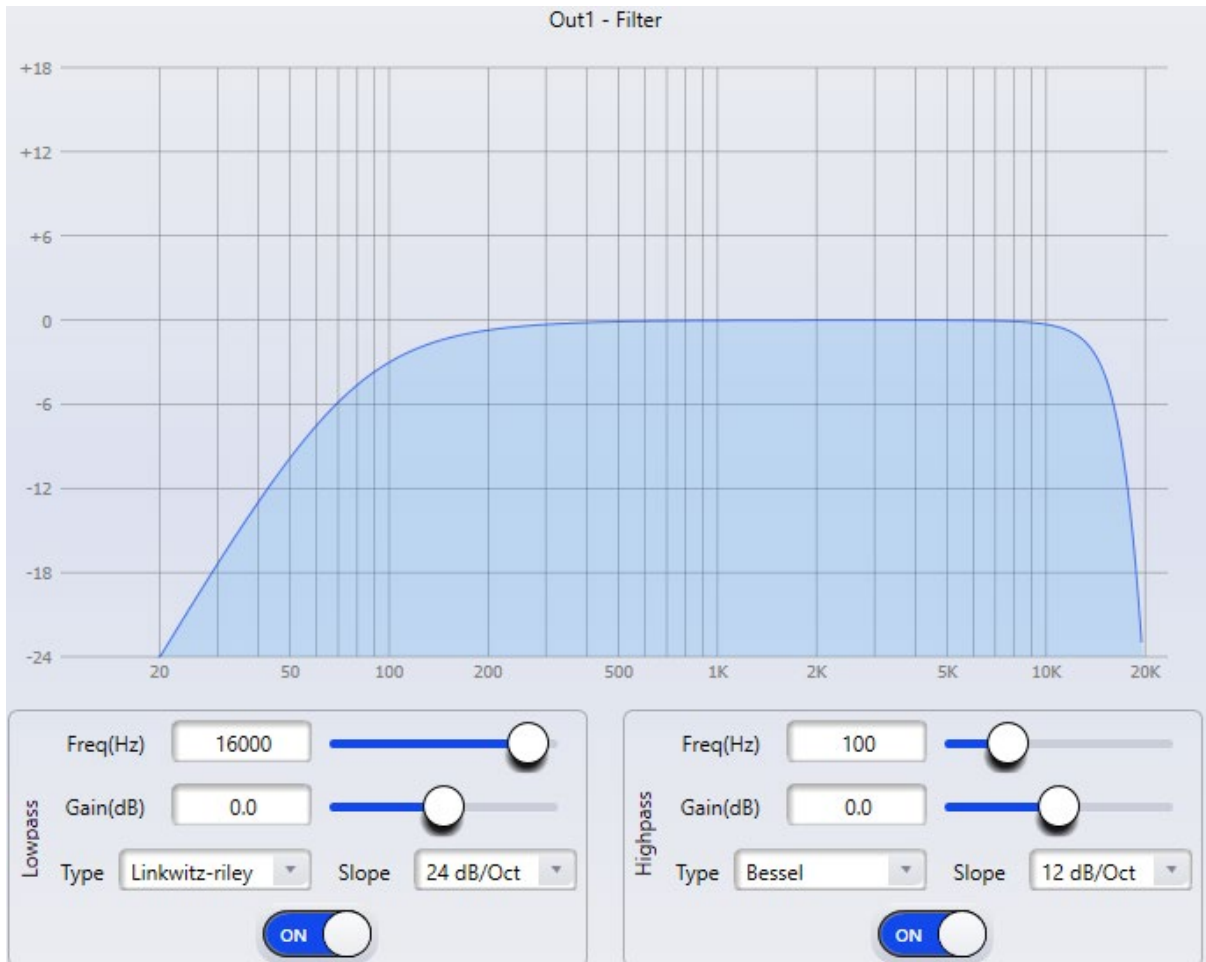 Out1 - Filter
+18
+12
+6
0
-6
-12
-18
-24
20 50 100 200 500 1K 2K 5K 10K 20K
Lowpass
Freq(Hz) 16000
Gain(dB) 0.0
Type Linkwitz-riley Slope 24 dB/Oct
ON
Highpass
Freq(Hz) 100
Gain(dB) 0.0
Type Bessel Slope 12 dB/Oct
ON